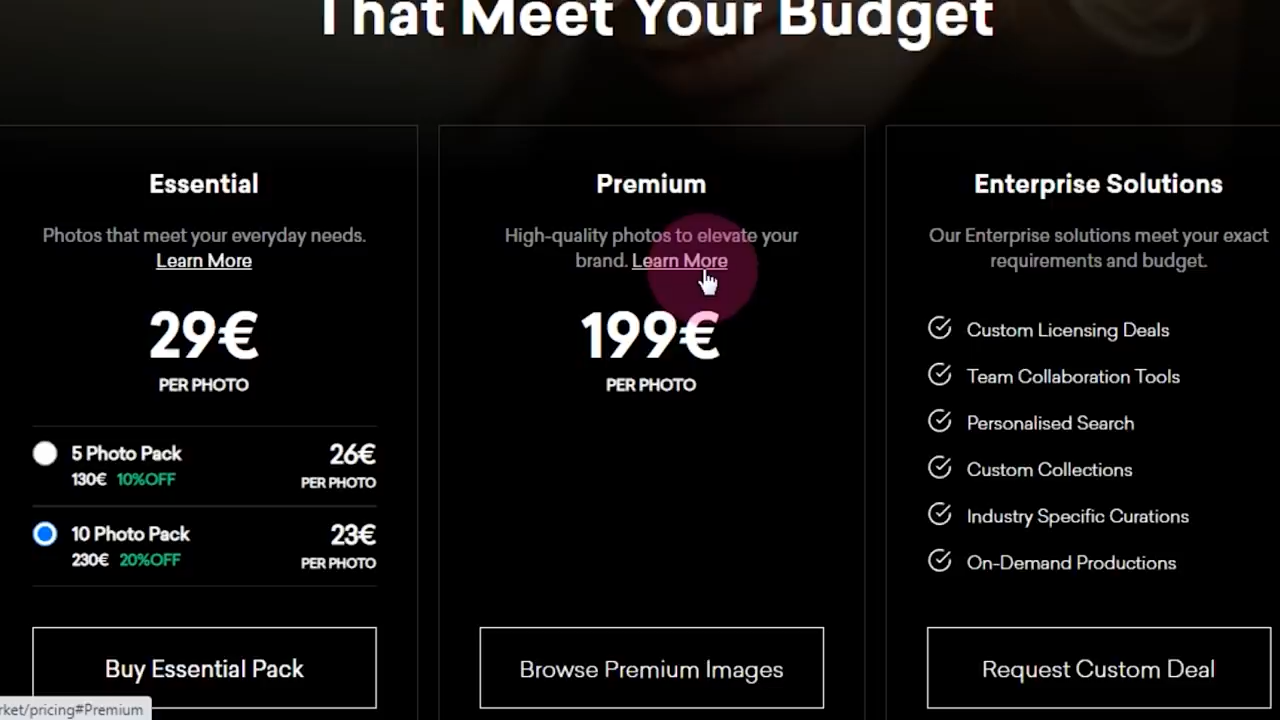 That Meet Your Budget
Essential
Photos that meet your everyday needs.
Learn More
29€
PER PHOTO
5 Photo Pack
26€
130€ 10%OFF
PER PHOTO
10 Photo Pack
23€
230€ 20%OFF
PER PHOTO
Buy Essential Pack
Premium
High-quality photos to elevate your
brand. Learn More
199€
PER PHOTO
Browse Premium Images
Enterprise Solutions
Our Enterprise solutions meet your exact
requirements and budget.
Custom Licensing Deals
Team Collaboration Tools
Personalised Search
Custom Collections
Industry Specific Curations
On-Demand Productions
Request Custom Deal
rket/pricing#Premium